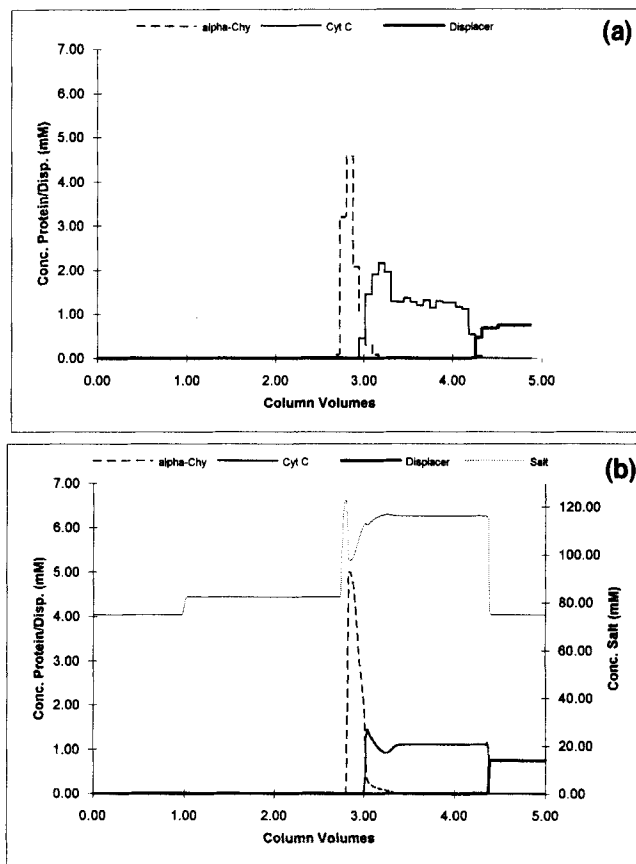 (a)
alpha-Chy Cyt C Displacer
7.00
6.00
5.00
4.00
3.00
2.00
1.00
0.00
Conc. Protein/Disp. (mM)
0.00 1.00 2.00 3.00 4.00 5.00
Column Volumes
(b)
alpha-Chy Cyt C Displacer Salt
7.00
6.00
5.00
4.00
3.00
2.00
1.00
0.00
Conc. Protein/Disp. (mM)
120.00
100.00
80.00
60.00
40.00
20.00
0.00
Conc. Salt (mM)
0.00 1.00 2.00 3.00 4.00 5.00
Column Volumes